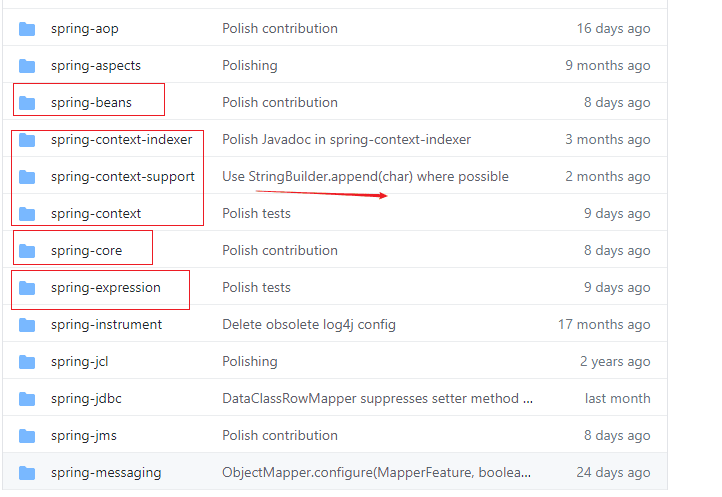 spring-aop Polish contribution 16 days ago
spring-aspects Polishing 9 months ago
spring-beans Polish contribution 8 days ago
spring-context-indexer Polish Javadoc in spring-context-indexer 3 months ago
spring-context-support Use StringBuilder.append(char) where possible 2 months ago
spring-context Polish tests 9 days ago
spring-core Polish contribution 8 days ago
spring-expression Polish tests 9 days ago
spring-instrument Delete obsolete log4j config 17 months ago
spring-jcl Polishing 2 years ago
spring-jdbc DataClassRowMapper suppresses setter method ... last month
spring-jms Polish contribution 8 days ago
spring-messaging ObjectMapper.configure(MapperFeature, boolea... 24 days ago